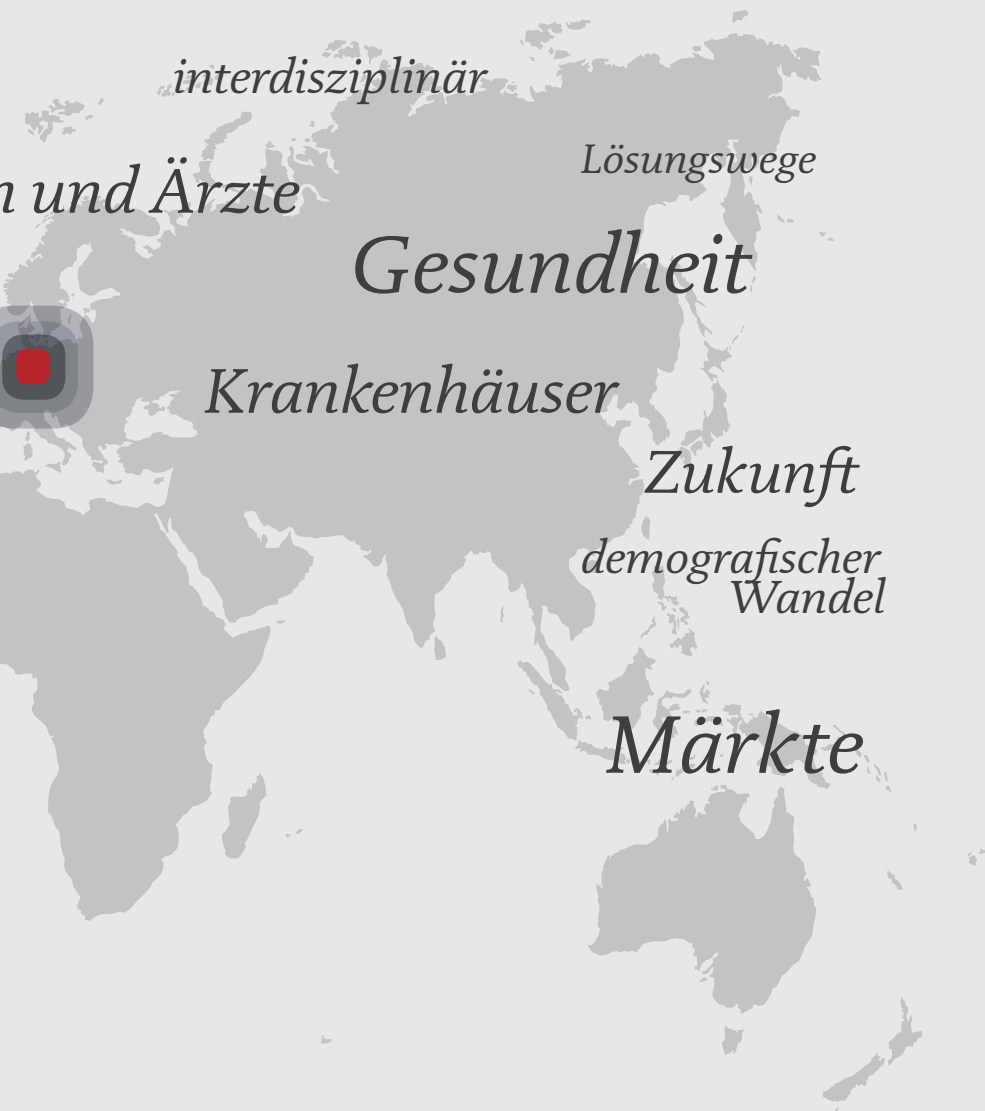 interdisziplinär
Lösungswege
n und Ärzte
Gesundheit
Krankenhäuser
Zukunft
demografischer
Wandel
Märkte